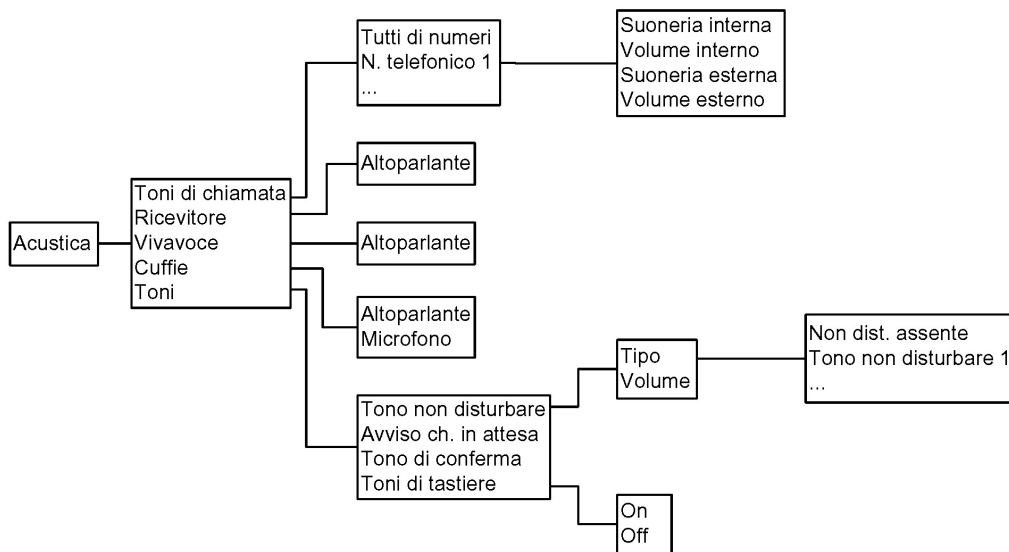 Acustica
Toni di chiamata
Ricevitore
Vivavoce
Cuffie
Toni
Tutti di numeri
N. telefonico 1
...
Suoneria interna
Volume interno
Suoneria esterna
Volume esterno
Altoparlante
Altoparlante
Altoparlante
Microfono
Tono non disturbare
Avviso ch. in attesa
Tono di conferma
Toni di tastiere
Tipo
Volume
Non dist. assente
Tono non disturbare 1
...
On
Off